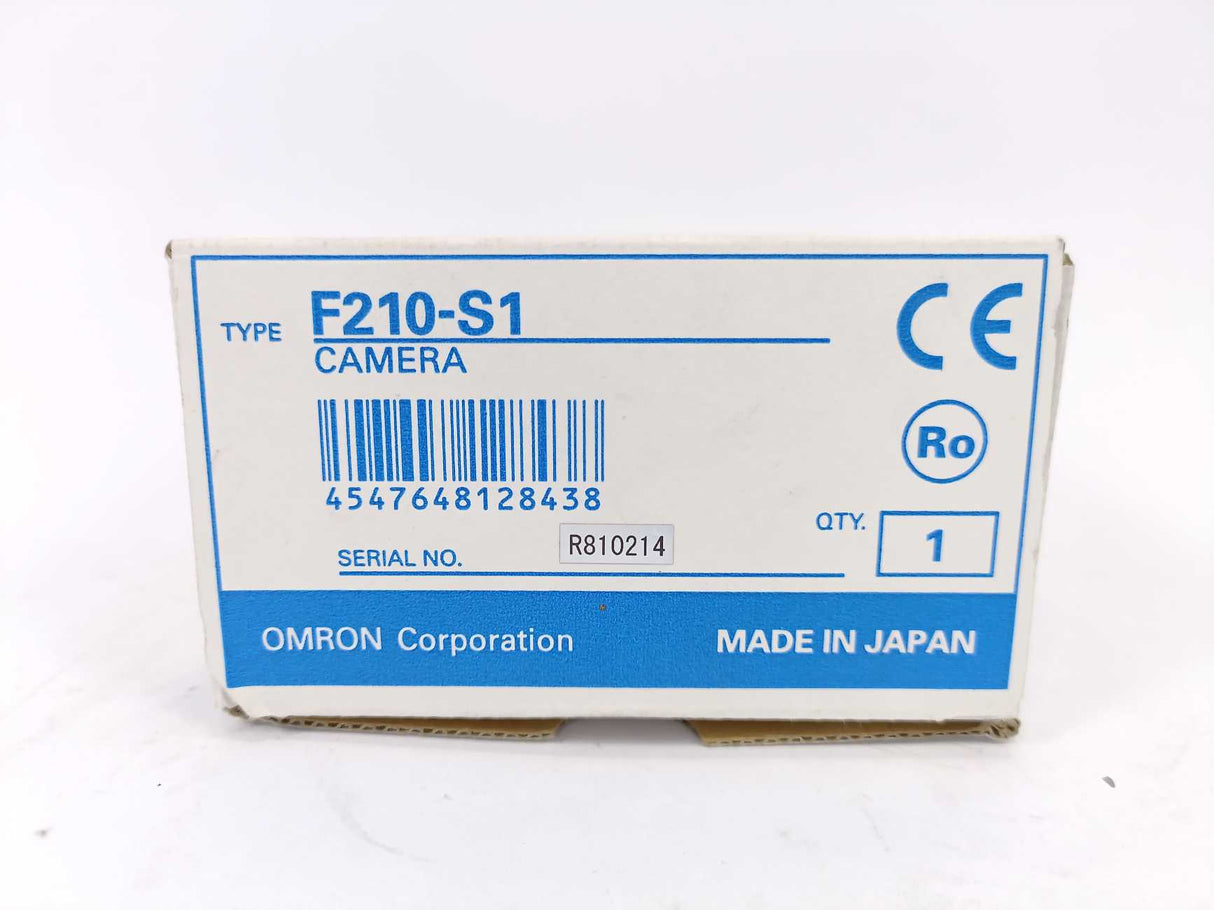 TYPE F210-S1
CAMERA
CE
4547648128438
Ro
QTY. 1
SERIAL NO. R810214
OMRON Corporation MADE IN JAPAN